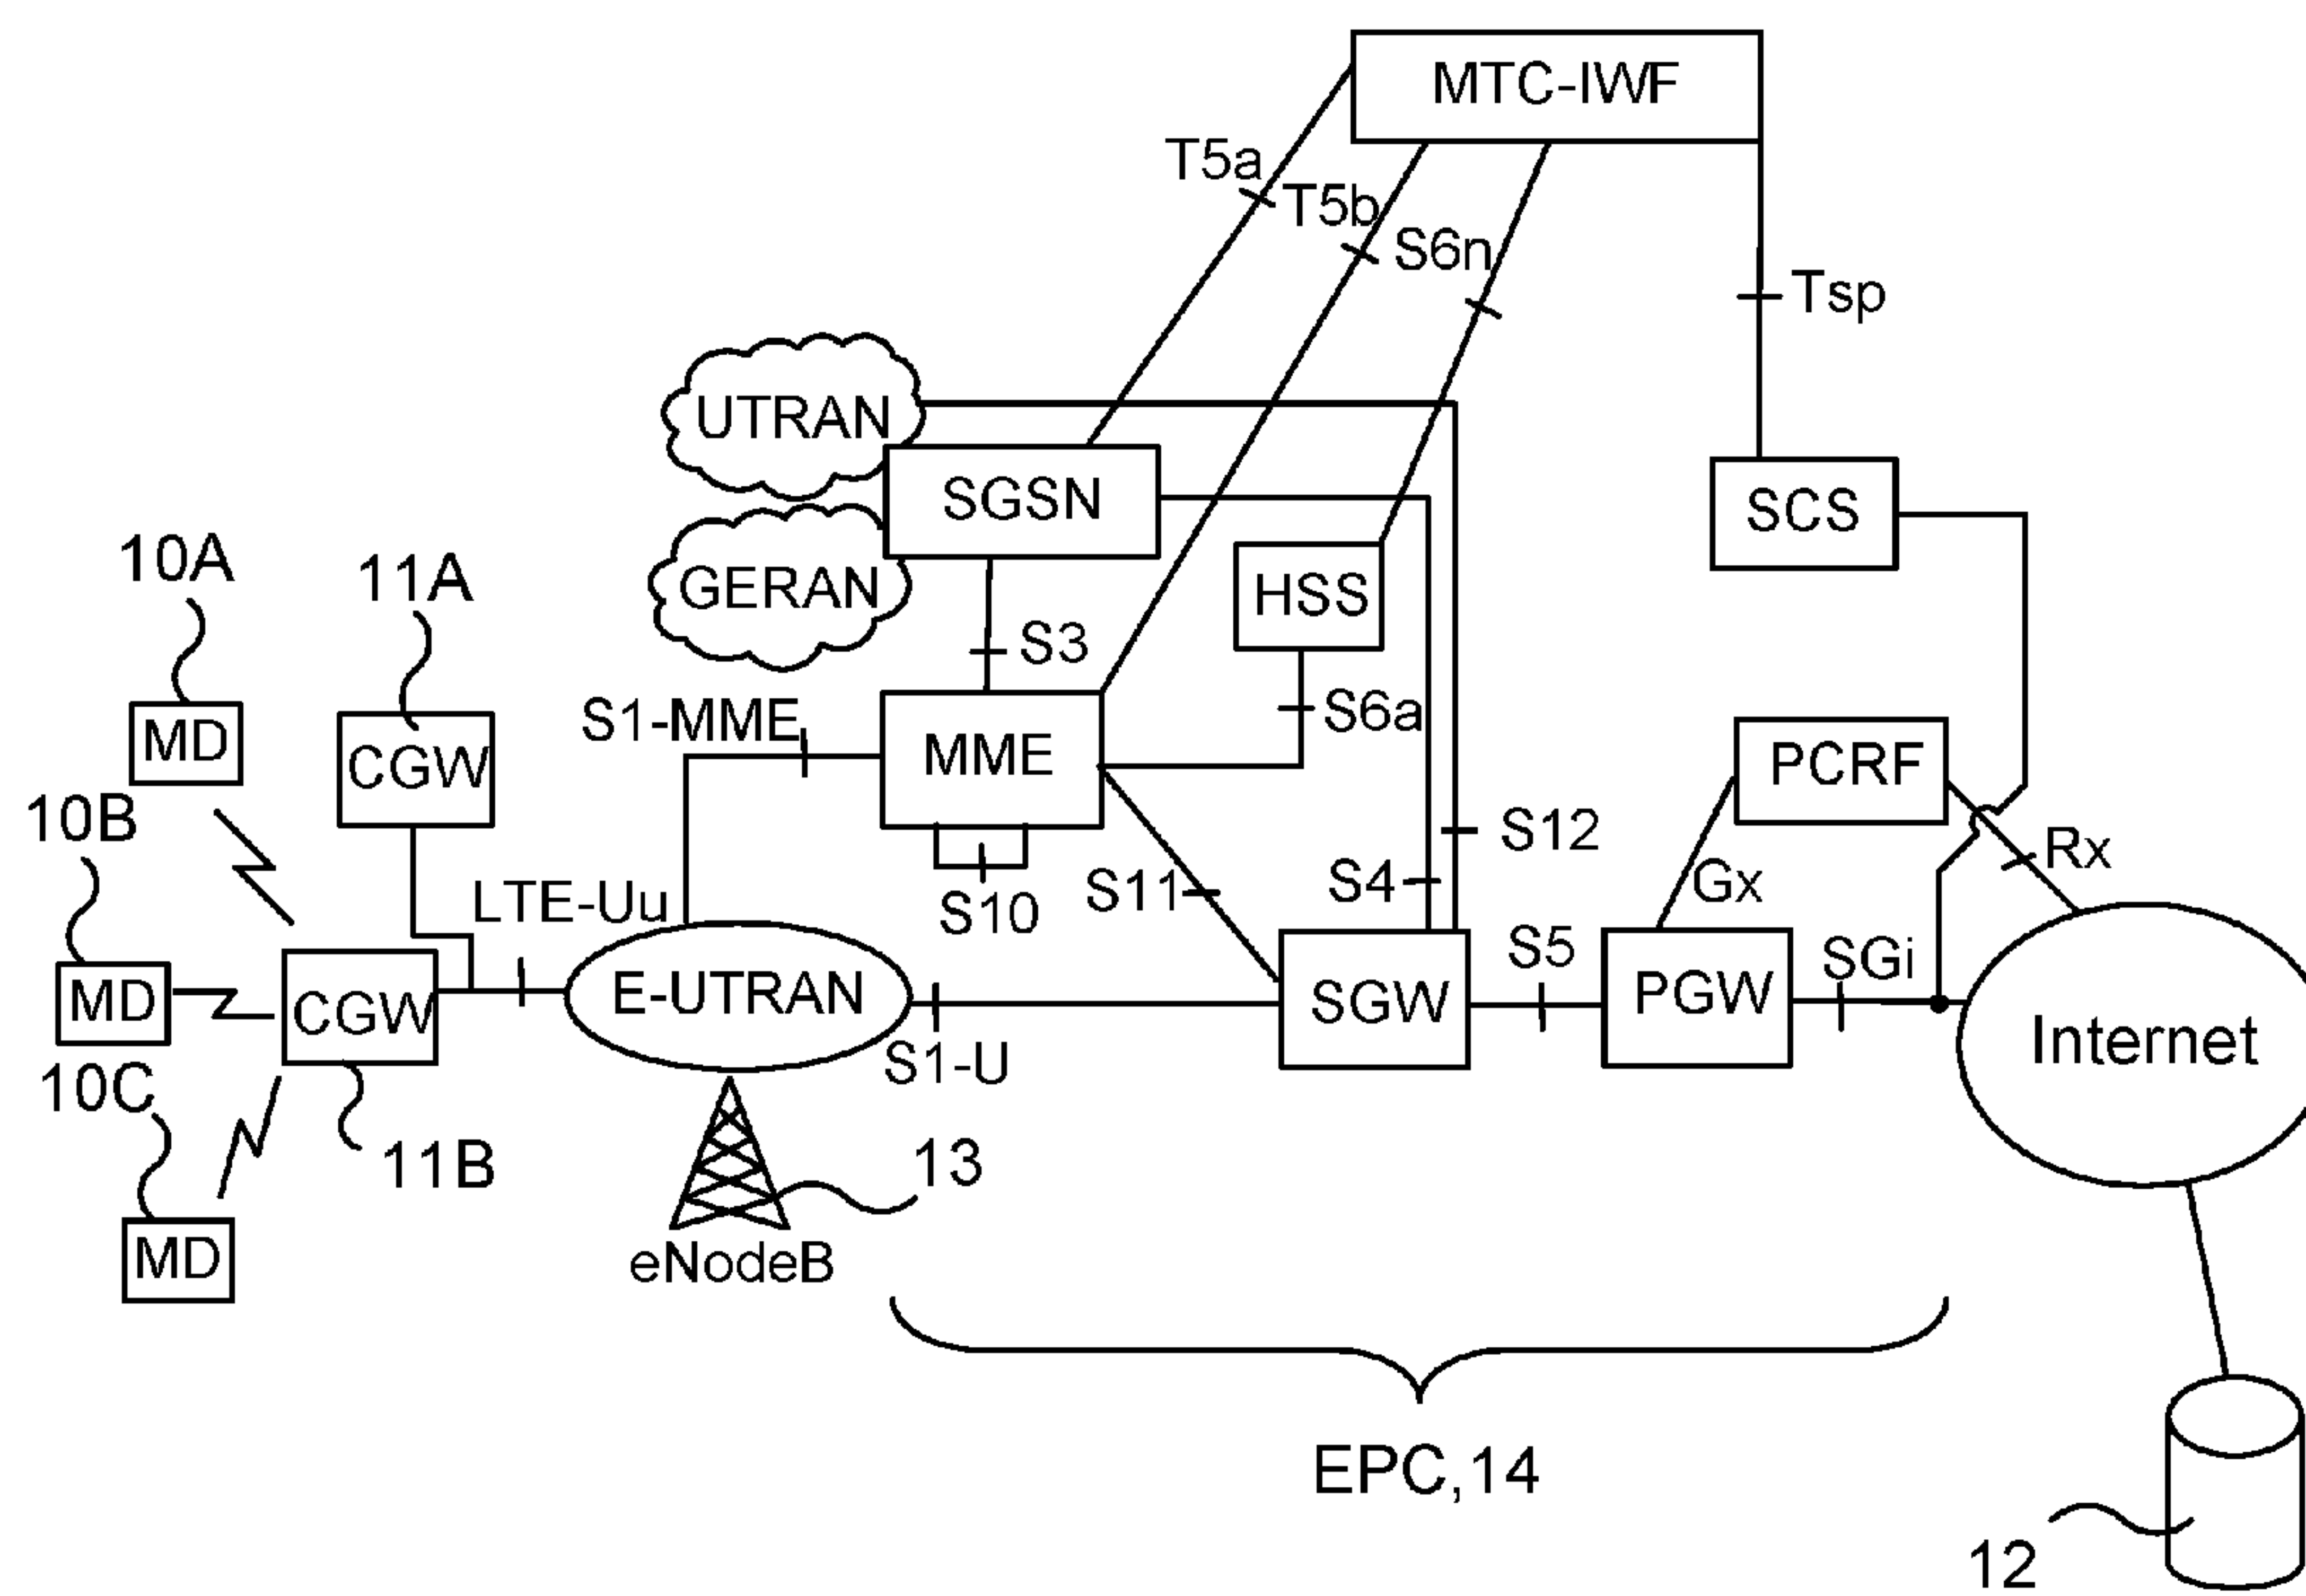 MTC-IWF
T5a
T5b
S6n
Tsp
UTRAN
SGSN
SCS
10A
11A
GERAN
HSS
S3
S1-MME
S6a
MD
CGW
MME
PCRF
10B
S12
Rx
LTE-Uu
S10
S11
S4
Gx
S5
SGi
MD
CGW
E-UTRAN
SGW
PGW
Internet
S1-U
10C
11B
13
MD
eNodeB
EPC,14
12